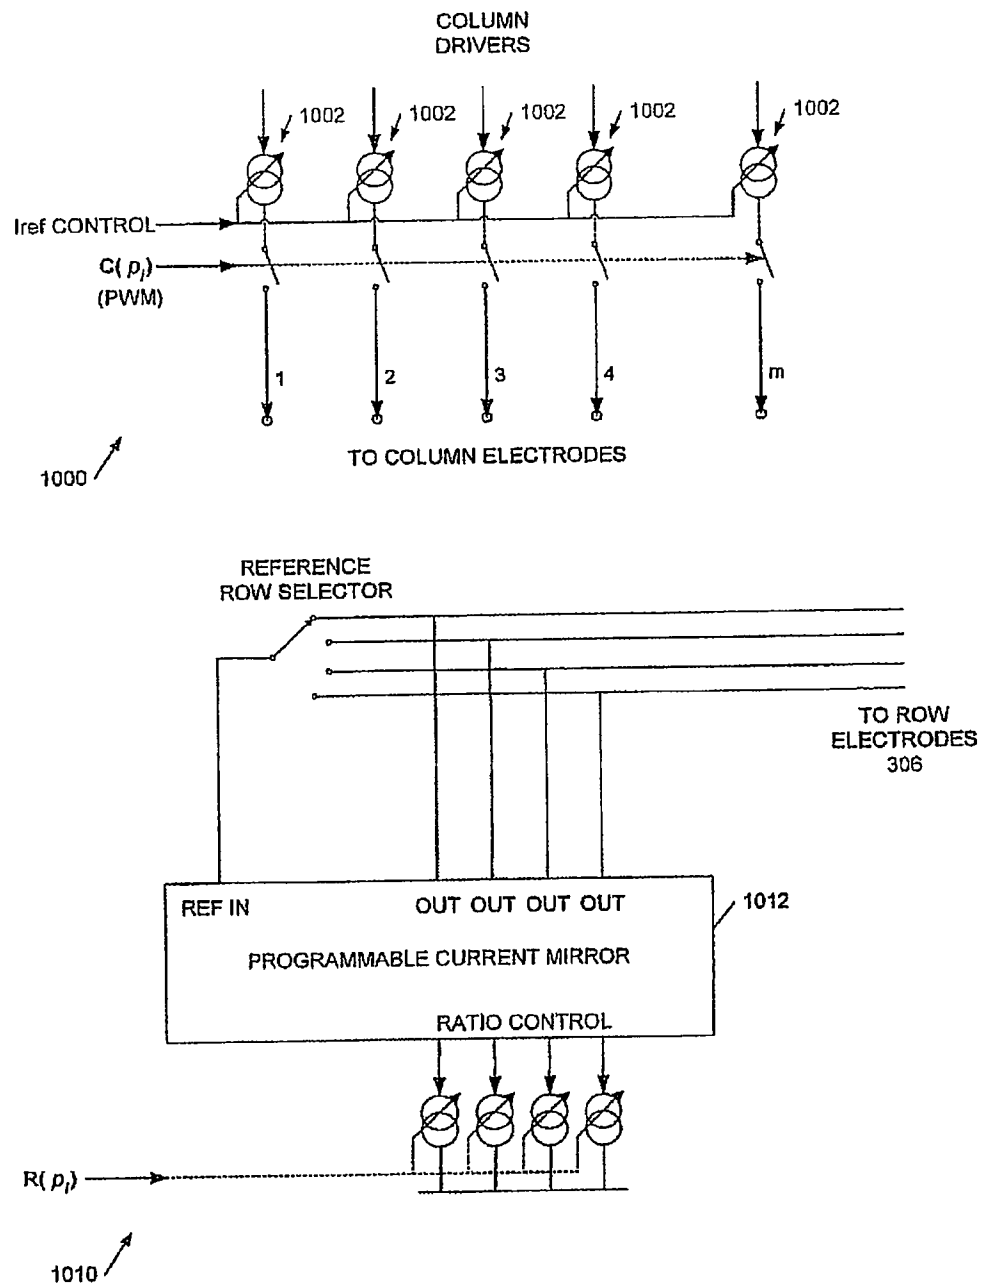 COLUMN
DRIVERS
1002 1002 1002 1002 1002
Iref CONTROL
C( pi )
(PWM)
1 2 3 4 m
TO COLUMN ELECTRODES
1000
REFERENCE
ROW SELECTOR
TO ROW
ELECTRODES
306
REF IN OUT OUT OUT OUT
1012
PROGRAMMABLE CURRENT MIRROR
RATIO CONTROL
R( pi )
1010